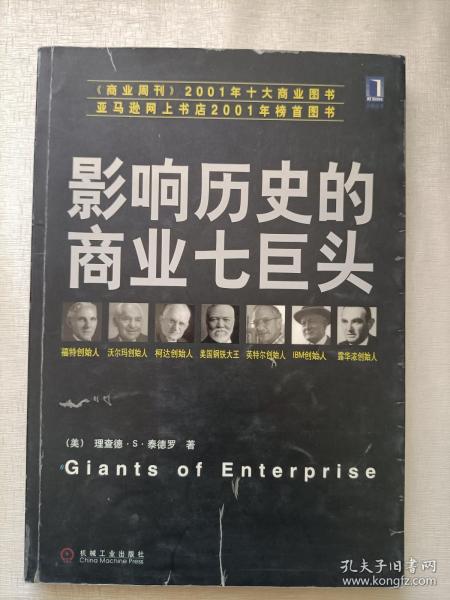 《商业周刊》2001年十大商业图书
亚马逊网上书店2001年榜首图书
影响历史的
商业七巨头
福特创始人 沃尔玛创始人 柯达创始人 美国钢铁大王 英特尔创始人 IBM创始人 露华浓创始人
(美) 理查德·S·泰德罗 著
Giants of Enterprise
机械工业出版社
China Machine Press
孔夫子旧书网
www.kongfz.com